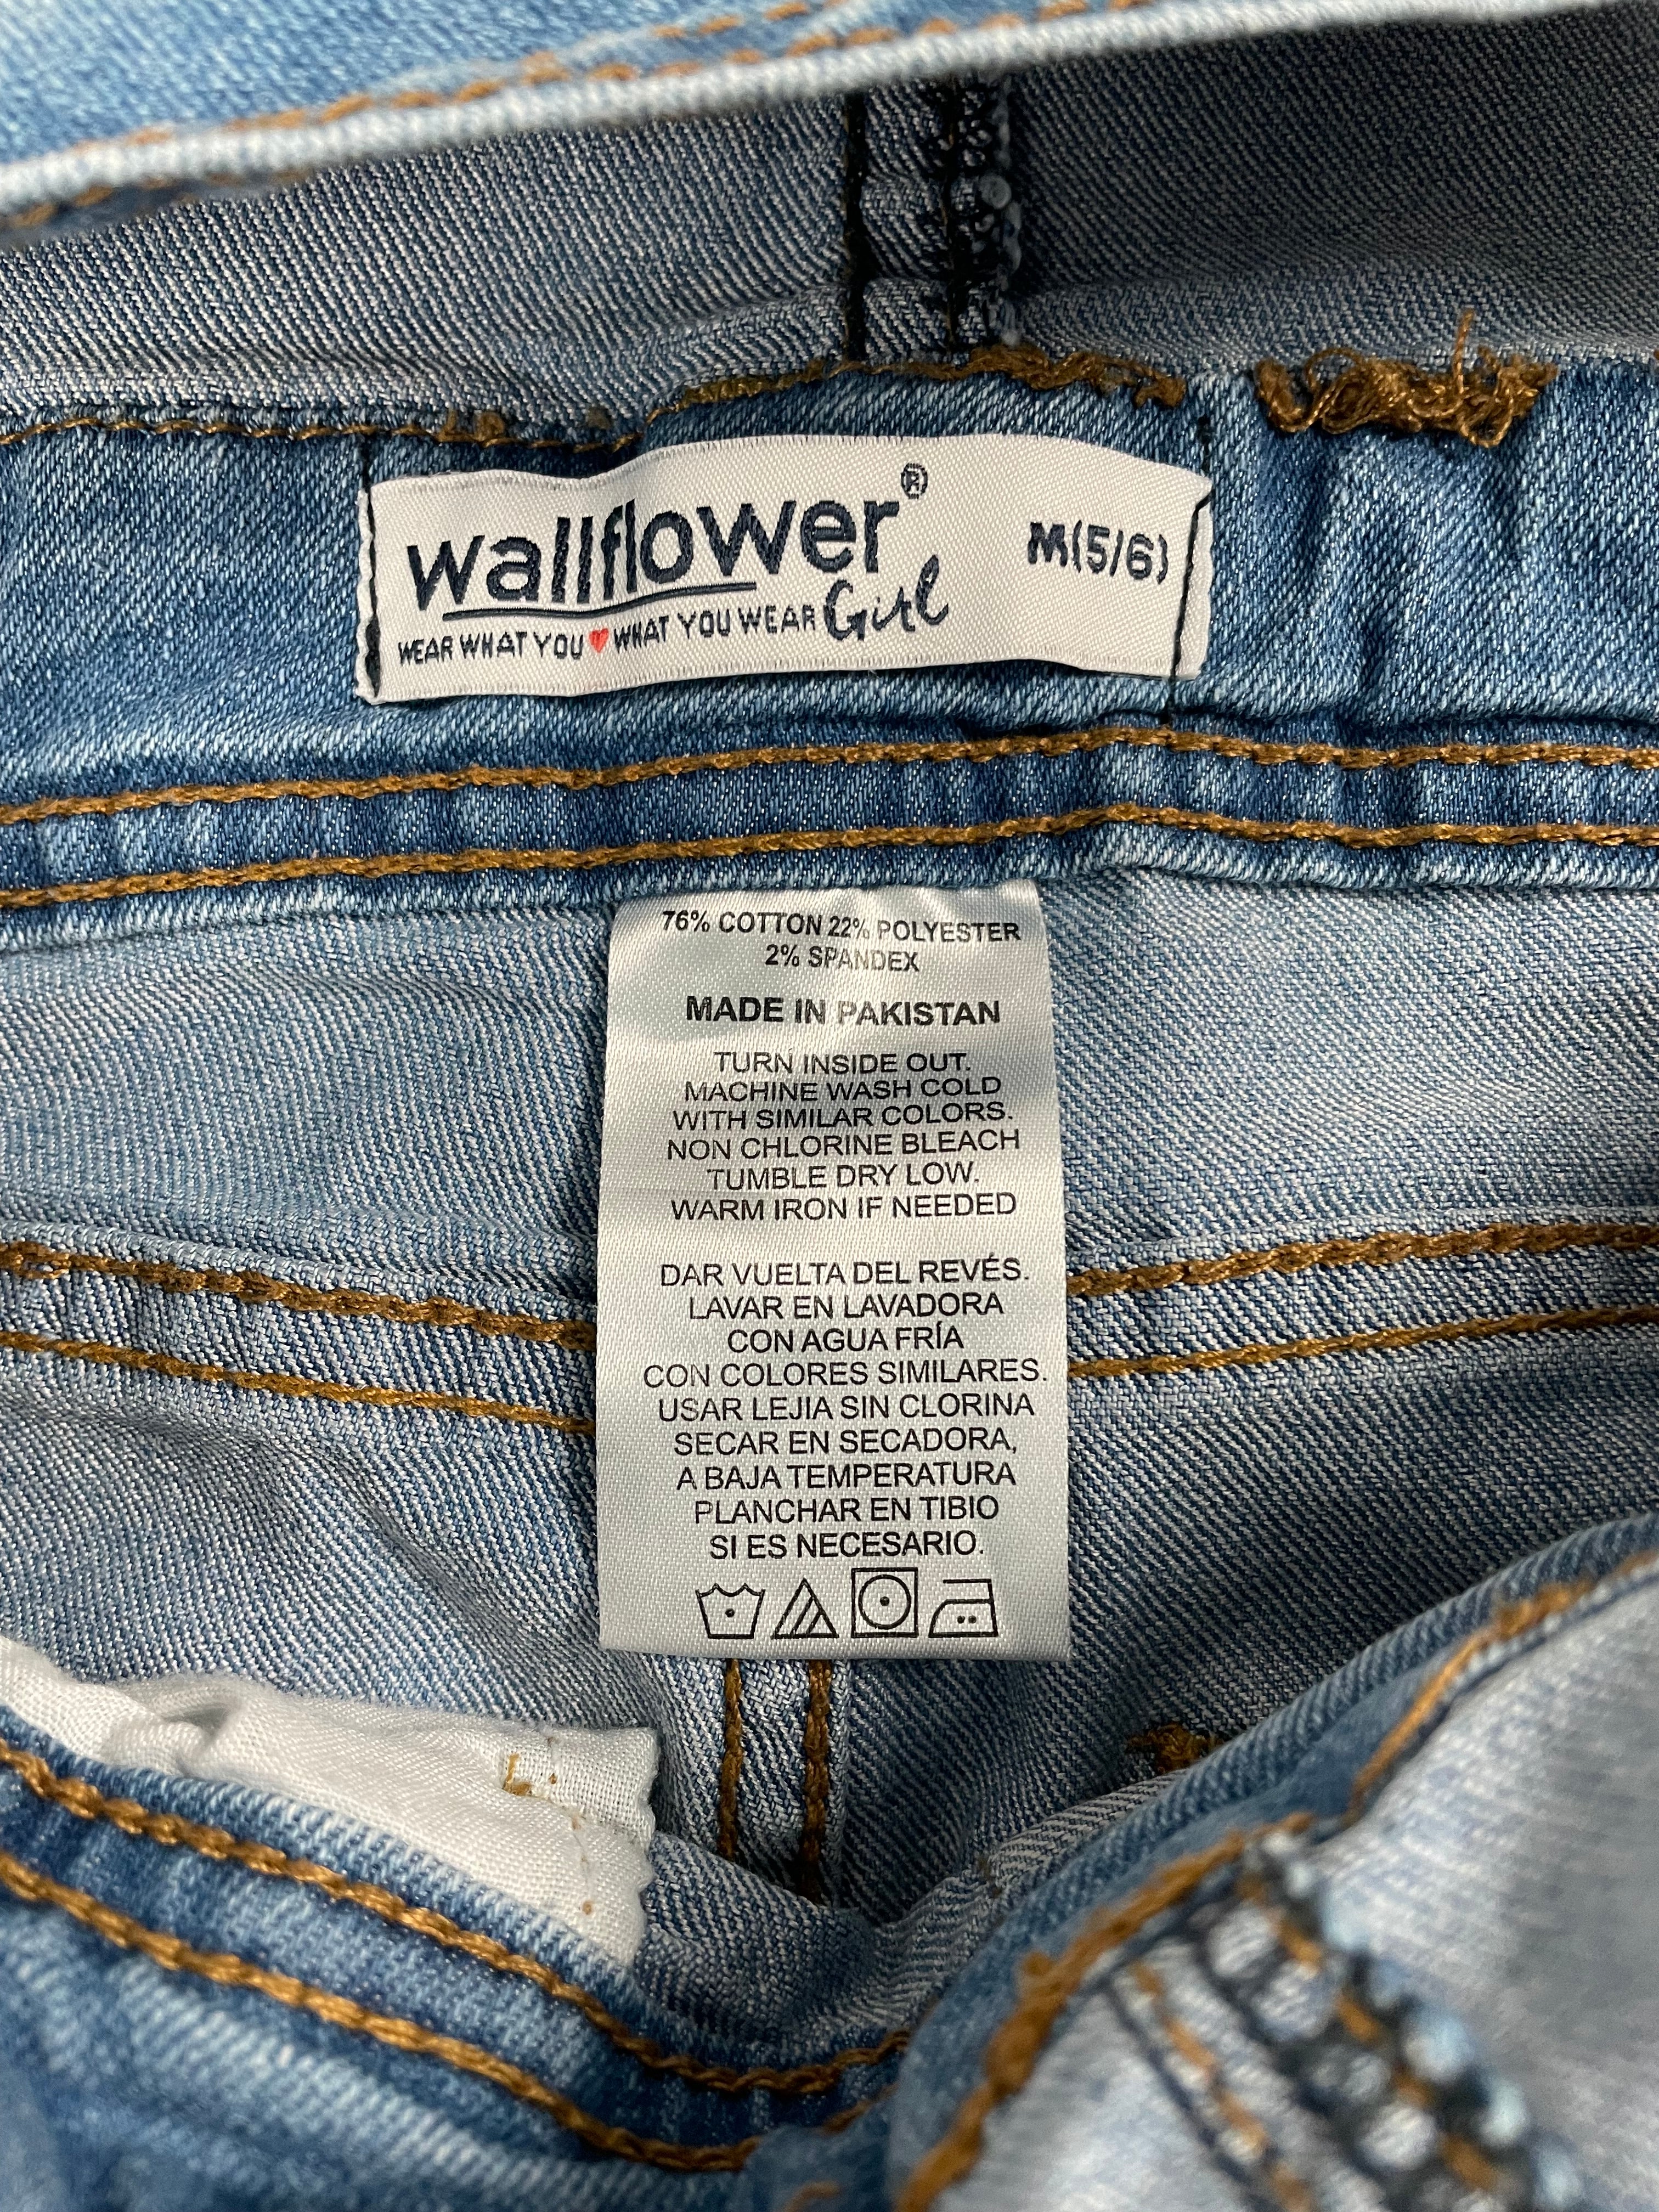 wallflower®
M(5/6)
WEAR WHAT YOU ♥ WHAT YOU WEAR Girl
76% COTTON 22% POLYESTER
2% SPANDEX
MADE IN PAKISTAN
TURN INSIDE OUT.
MACHINE WASH COLD
WITH SIMILAR COLORS.
NON CHLORINE BLEACH
TUMBLE DRY LOW.
WARM IRON IF NEEDED
DAR VUELTA DEL REVÉS.
LAVAR EN LAVADORA
CON AGUA FRÍA
CON COLORES SIMILARES.
USAR LEJIA SIN CLORINA
SECAR EN SECADORA,
A BAJA TEMPERATURA
PLANCHAR EN TIBIO
SI ES NECESARIO.